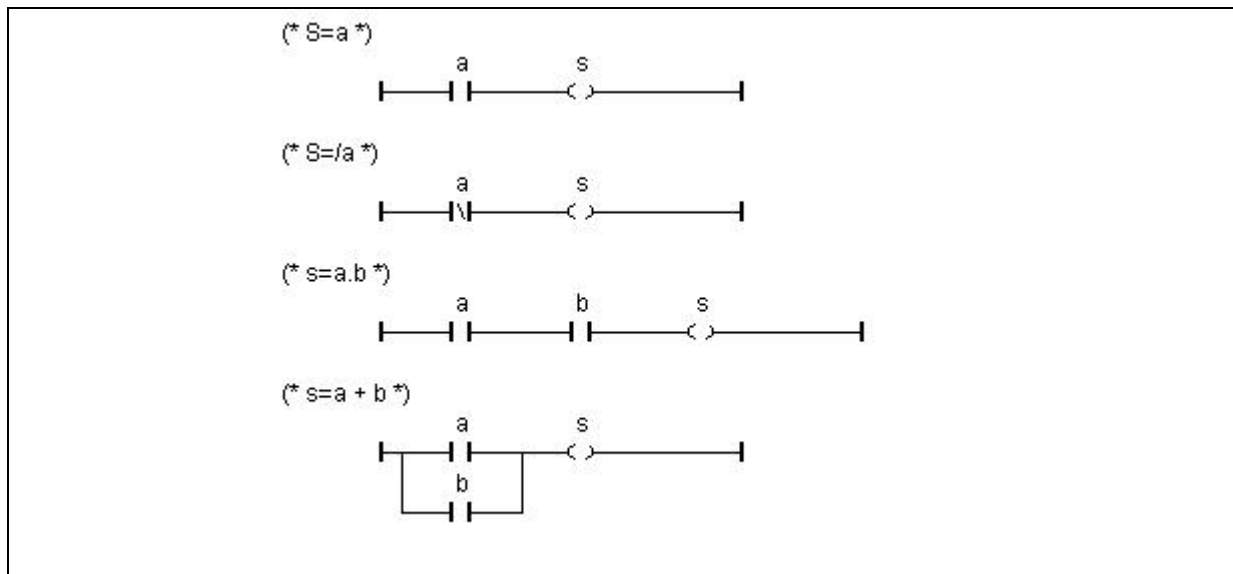 (* S=a *)
a s
(* S=/a *)
a s
(* s=a.b *)
a b s
(* s=a + b *)
a s
b